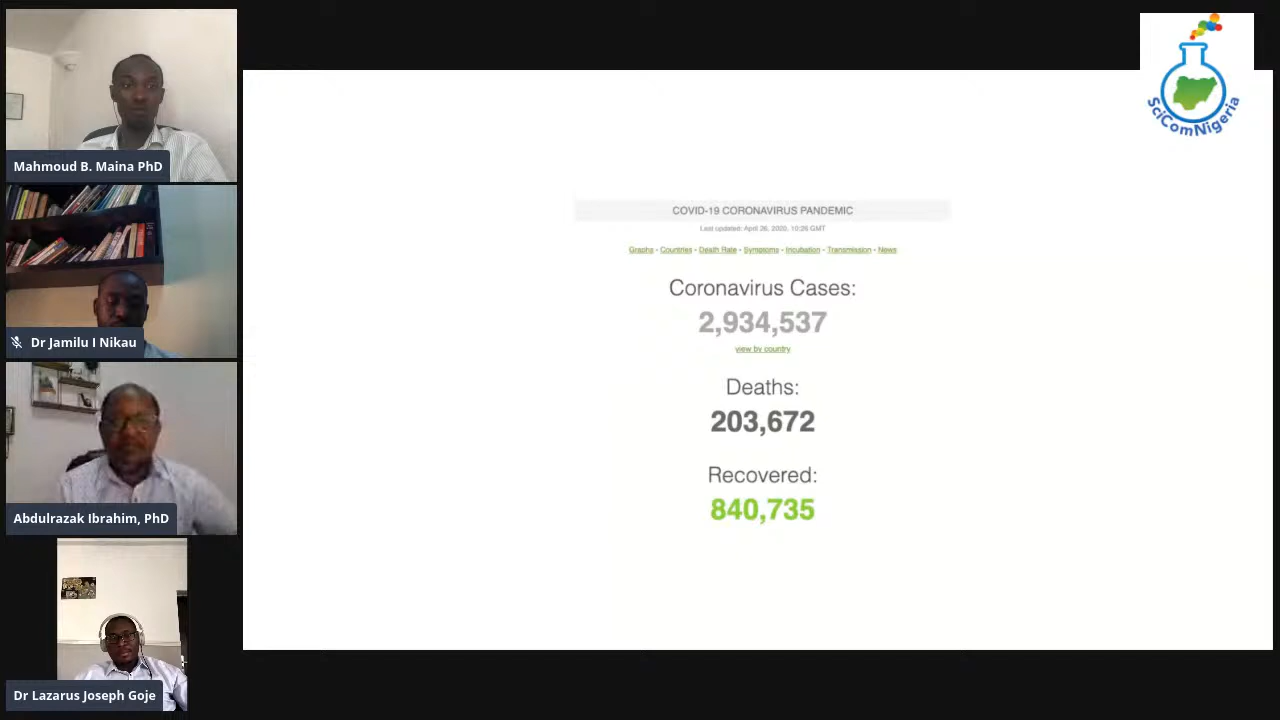 Mahmoud B. Maina PhD
Dr Jamilu I Nikau
Abdulrazak Ibrahim, PhD
Dr Lazarus Joseph Goje
SciComNigeria
COVID-19 CORONAVIRUS PANDEMIC
Last updated: April 26, 2020, 10:26 GMT
Graphs - Countries - Death Rate - Symptoms - Incubation - Transmission - News
Coronavirus Cases:
2,934,537
view by country
Deaths:
203,672
Recovered:
840,735